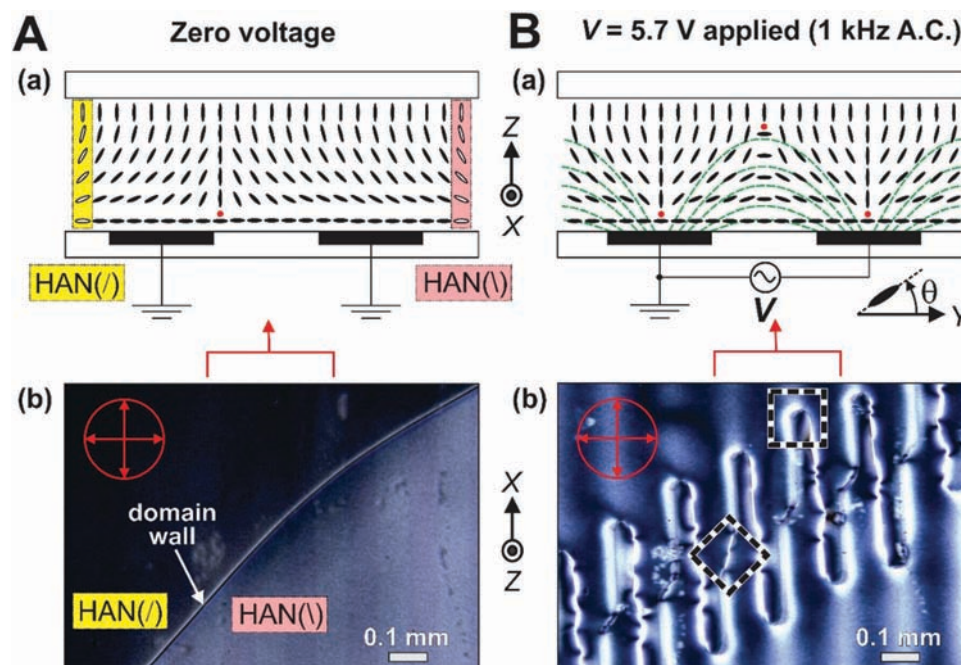 A
Zero voltage
(a)
HAN(/)
HAN(\)
Z
X
B
V = 5.7 V applied (1 kHz A.C.)
(a)
V
θ
Y
(b)
domain
wall
HAN(/)
HAN(\)
0.1 mm
X
Z
(b)
0.1 mm